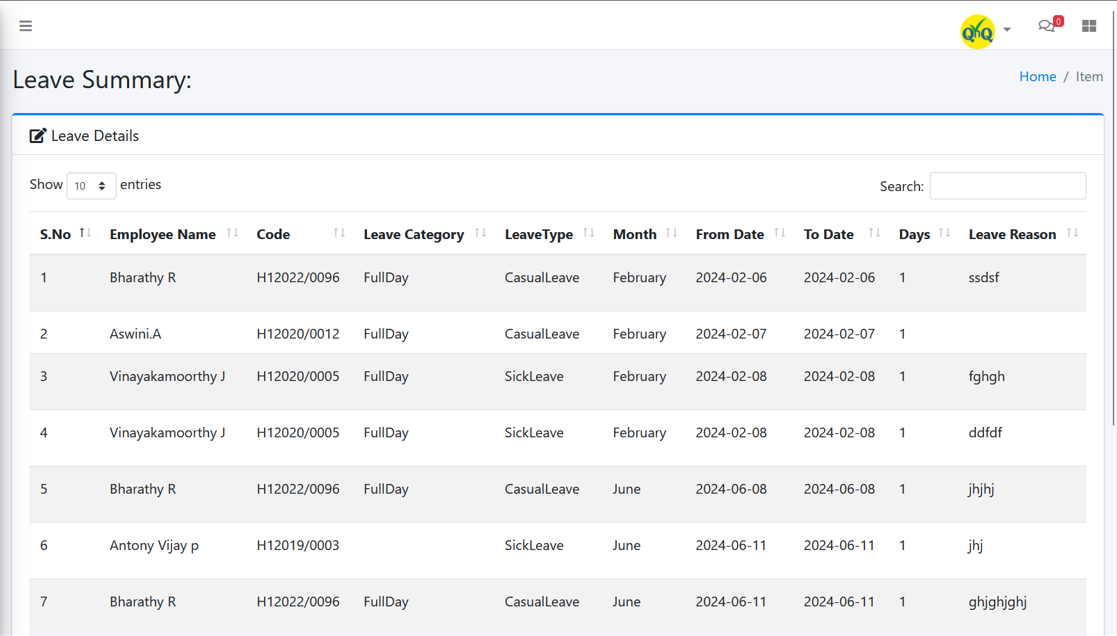 QnQ
0
Leave Summary:
Home / Item
Leave Details
Show 10 entries
Search:
S.No Employee Name Code Leave Category LeaveType Month From Date To Date Days Leave Reason
1 Bharathy R H12022/0096 FullDay CasualLeave February 2024-02-06 2024-02-06 1 ssdsf
2 Aswini.A H12020/0012 FullDay CasualLeave February 2024-02-07 2024-02-07 1
3 Vinayakamoorthy J H12020/0005 FullDay SickLeave February 2024-02-08 2024-02-08 1 fghgh
4 Vinayakamoorthy J H12020/0005 FullDay SickLeave February 2024-02-08 2024-02-08 1 ddfdf
5 Bharathy R H12022/0096 FullDay CasualLeave June 2024-06-08 2024-06-08 1 jhjhj
6 Antony Vijay p H12019/0003 SickLeave June 2024-06-11 2024-06-11 1 jhj
7 Bharathy R H12022/0096 FullDay CasualLeave June 2024-06-11 2024-06-11 1 ghjghjghj